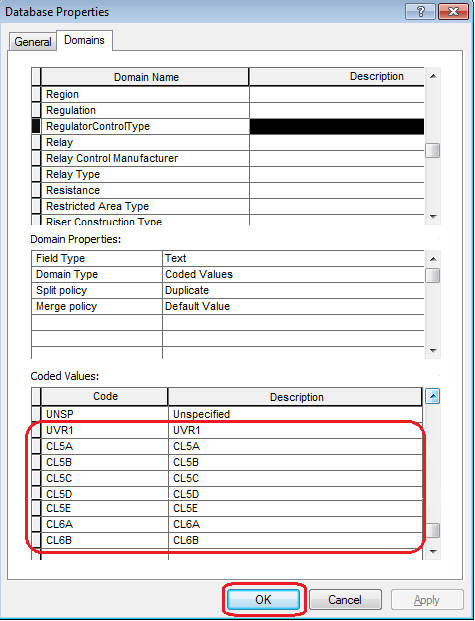 Database Properties
General Domains
Domain Name Description
Region
Regulation
RegulatorControlType
Relay
Relay Control Manufacturer
Relay Type
Resistance
Restricted Area Type
Riser Construction Type
Domain Properties:
Field Type Text
Domain Type Coded Values
Split policy Duplicate
Merge policy Default Value
Coded Values:
Code Description
UNSP Unspecified
UVR1 UVR1
CL5A CL5A
CL5B CL5B
CL5C CL5C
CL5D CL5D
CL5E CL5E
CL6A CL6A
CL6B CL6B
OK Cancel Apply